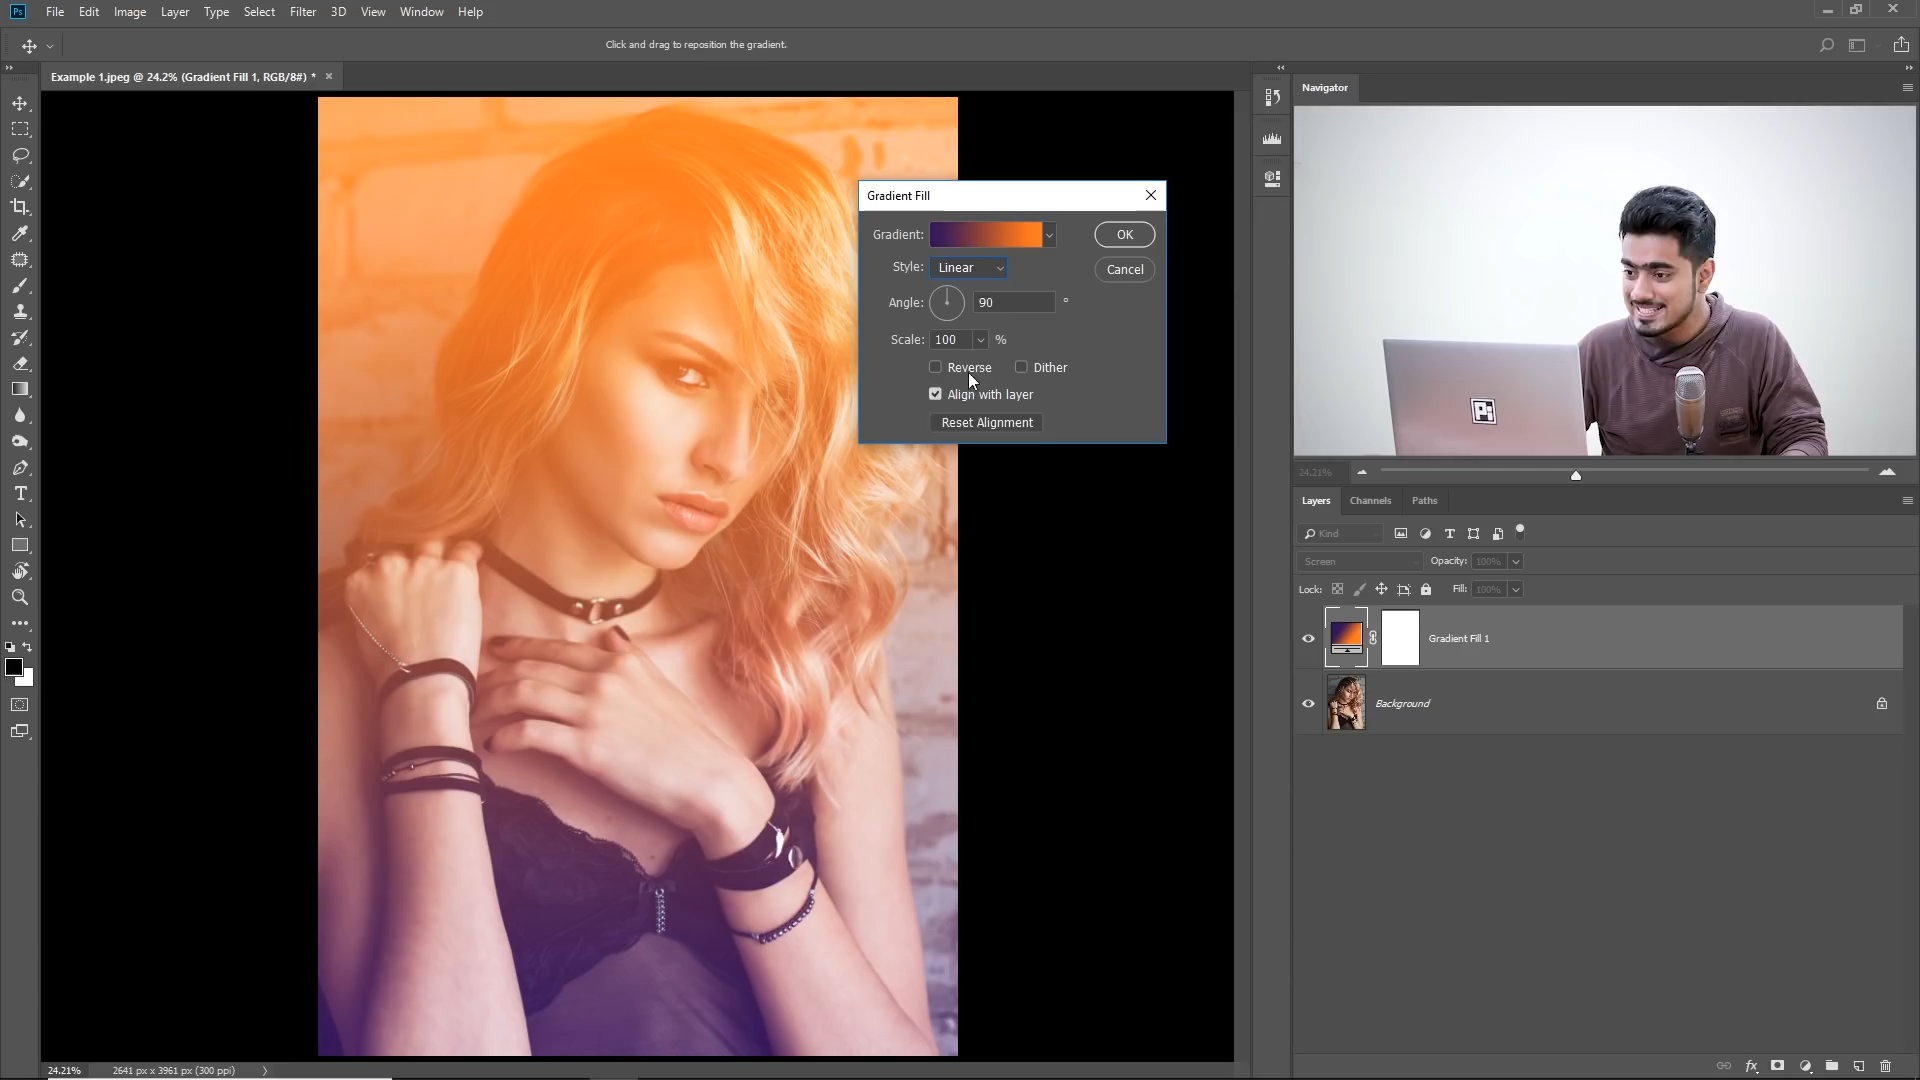 Ps File Edit Image Layer Type Select Filter 3D View Window Help
Click and drag to reposition the gradient.
Example 1.jpeg @ 24.2% (Gradient Fill 1, RGB/8#) *
Navigator
Gradient Fill
Gradient:
OK
Style: Linear
Cancel
Angle: 90 °
Scale: 100 %
Reverse Dither
Align with layer
Reset Alignment
24.21%
Layers Channels Paths
Kind
Screen Opacity: 100%
Lock: Fill: 100%
Gradient Fill 1
Background
24.21% 2641 px x 3961 px (300 ppi)